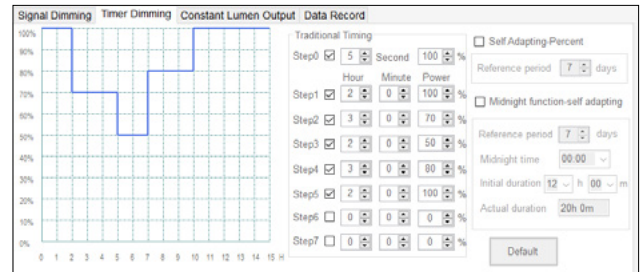 Signal Dimming Timer Dimming Constant Lumen Output Data Record
100%
90%
80%
70%
60%
50%
40%
30%
20%
10%
0%
0 1 2 3 4 5 6 7 8 9 10 11 12 13 14 15 H
Traditional Timing
Step0 5 Second 100 %
Hour Minute Power
Step1 2 0 100 %
Step2 3 0 70 %
Step3 2 0 50 %
Step4 3 0 80 %
Step5 2 0 100 %
Step6 0 0 0 %
Step7 0 0 0 %
Self Adapting-Percent
Reference period 7 days
Midnight function-self adapting
Reference period 7 days
Midnight time 00:00
Initial duration 12 h 00 m
Actual duration 20h 0m
Default